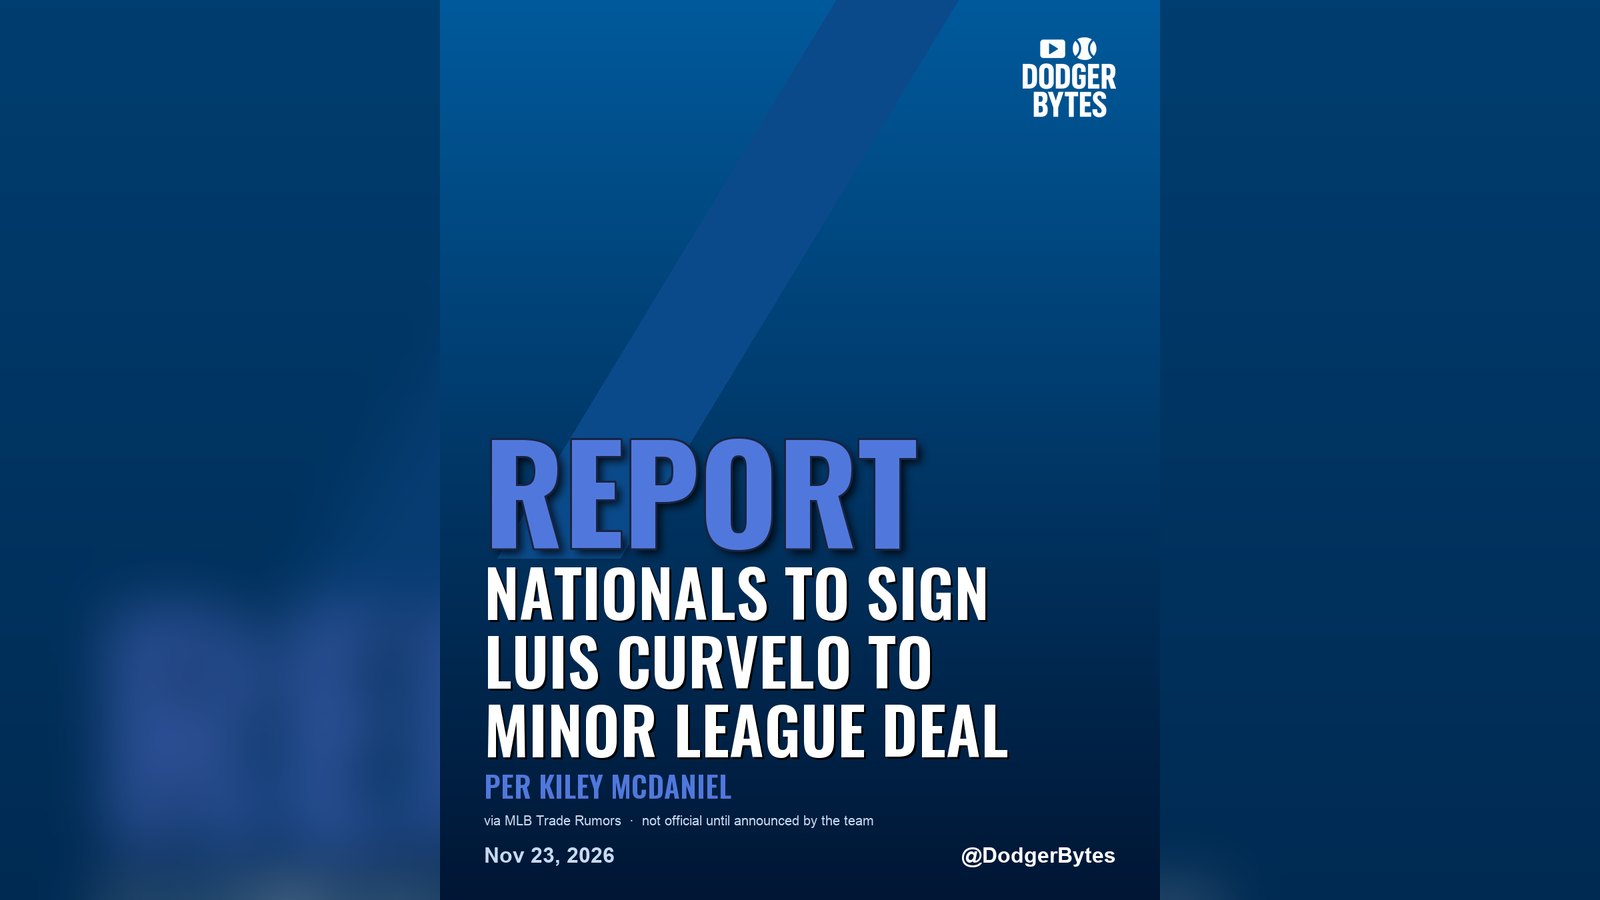 DODGER
BYTES
REPORT
NATIONALS TO SIGN
LUIS CURVELO TO
MINOR LEAGUE DEAL
PER KILEY MCDANIEL
via MLB Trade Rumors · not official until announced by the team
Nov 23, 2026
@DodgerBytes